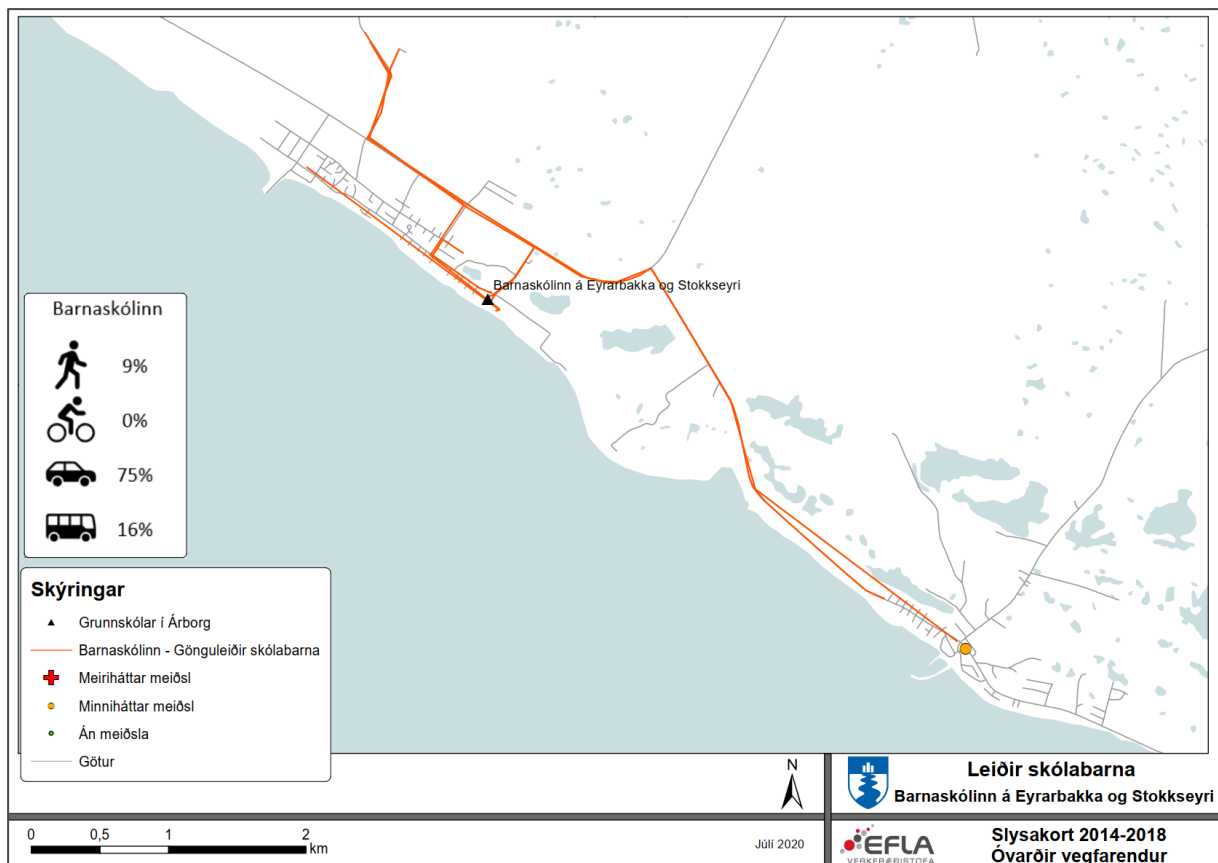 Barnaskólinn á Eyrarbakka og Stokkseyri
Barnaskólinn
9%
0%
75%
16%
Skýringar
Grunnskólar í Árborg
Barnaskólinn - Gönguleiðir skólabarna
Meiriháttar meiðsl
Minniháttar meiðsl
Án meiðsla
Götur
N
Leiðir skólabarna
Barnaskólinn á Eyrarbakka og Stokkseyri
0 0,5 1 2
km
Júlí 2020
EFLA
VERKFRÆÐISTOFA
Slysakort 2014-2018
Óvarðir vegfarendur